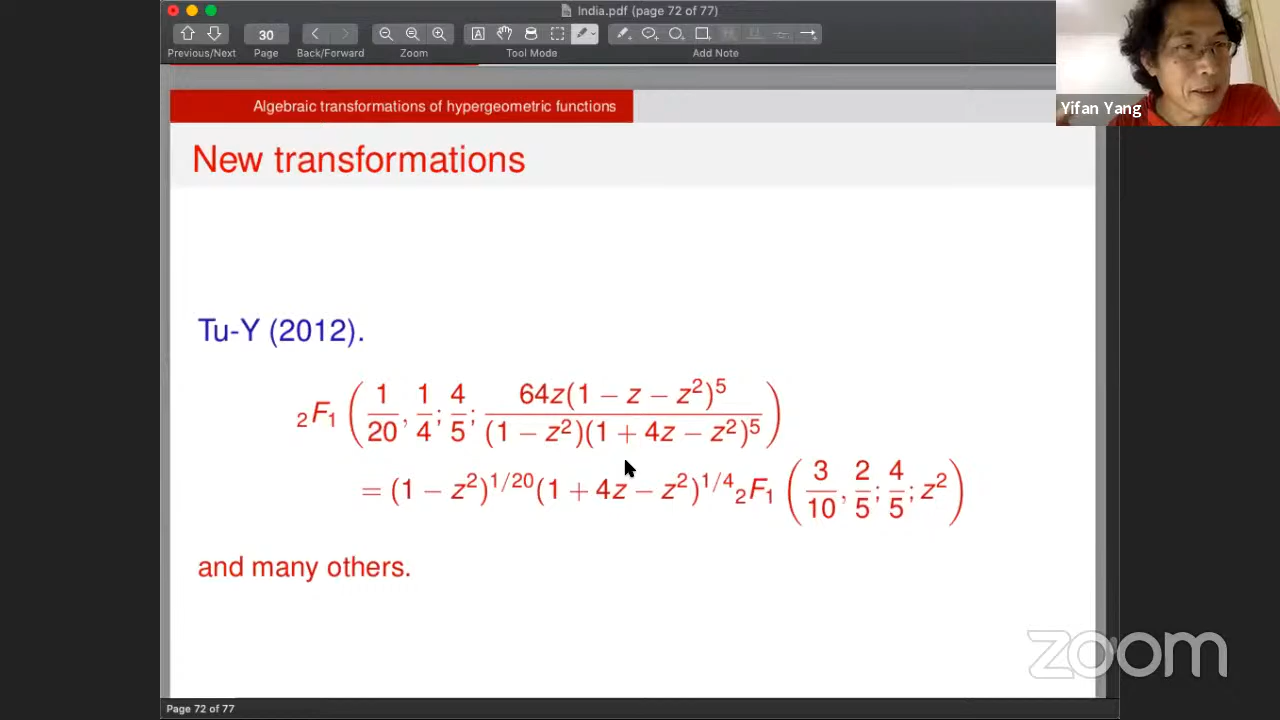 India.pdf (page 72 of 77)
30
Previous/Next
Page
Back/Forward
Zoom
Tool Mode
Add Note
Yifan Yang
Algebraic transformations of hypergeometric functions
New transformations
Tu-Y (2012).
₂F₁ ( 1/20, 1/4; 4/5; 64z(1 − z − z²)⁵ / (1 − z²)(1 + 4z − z²)⁵ )
= (1 − z²)^{1/20}(1 + 4z − z²)^{1/4} ₂F₁ ( 3/10, 2/5; 4/5; z² )
and many others.
zoom
Page 72 of 77